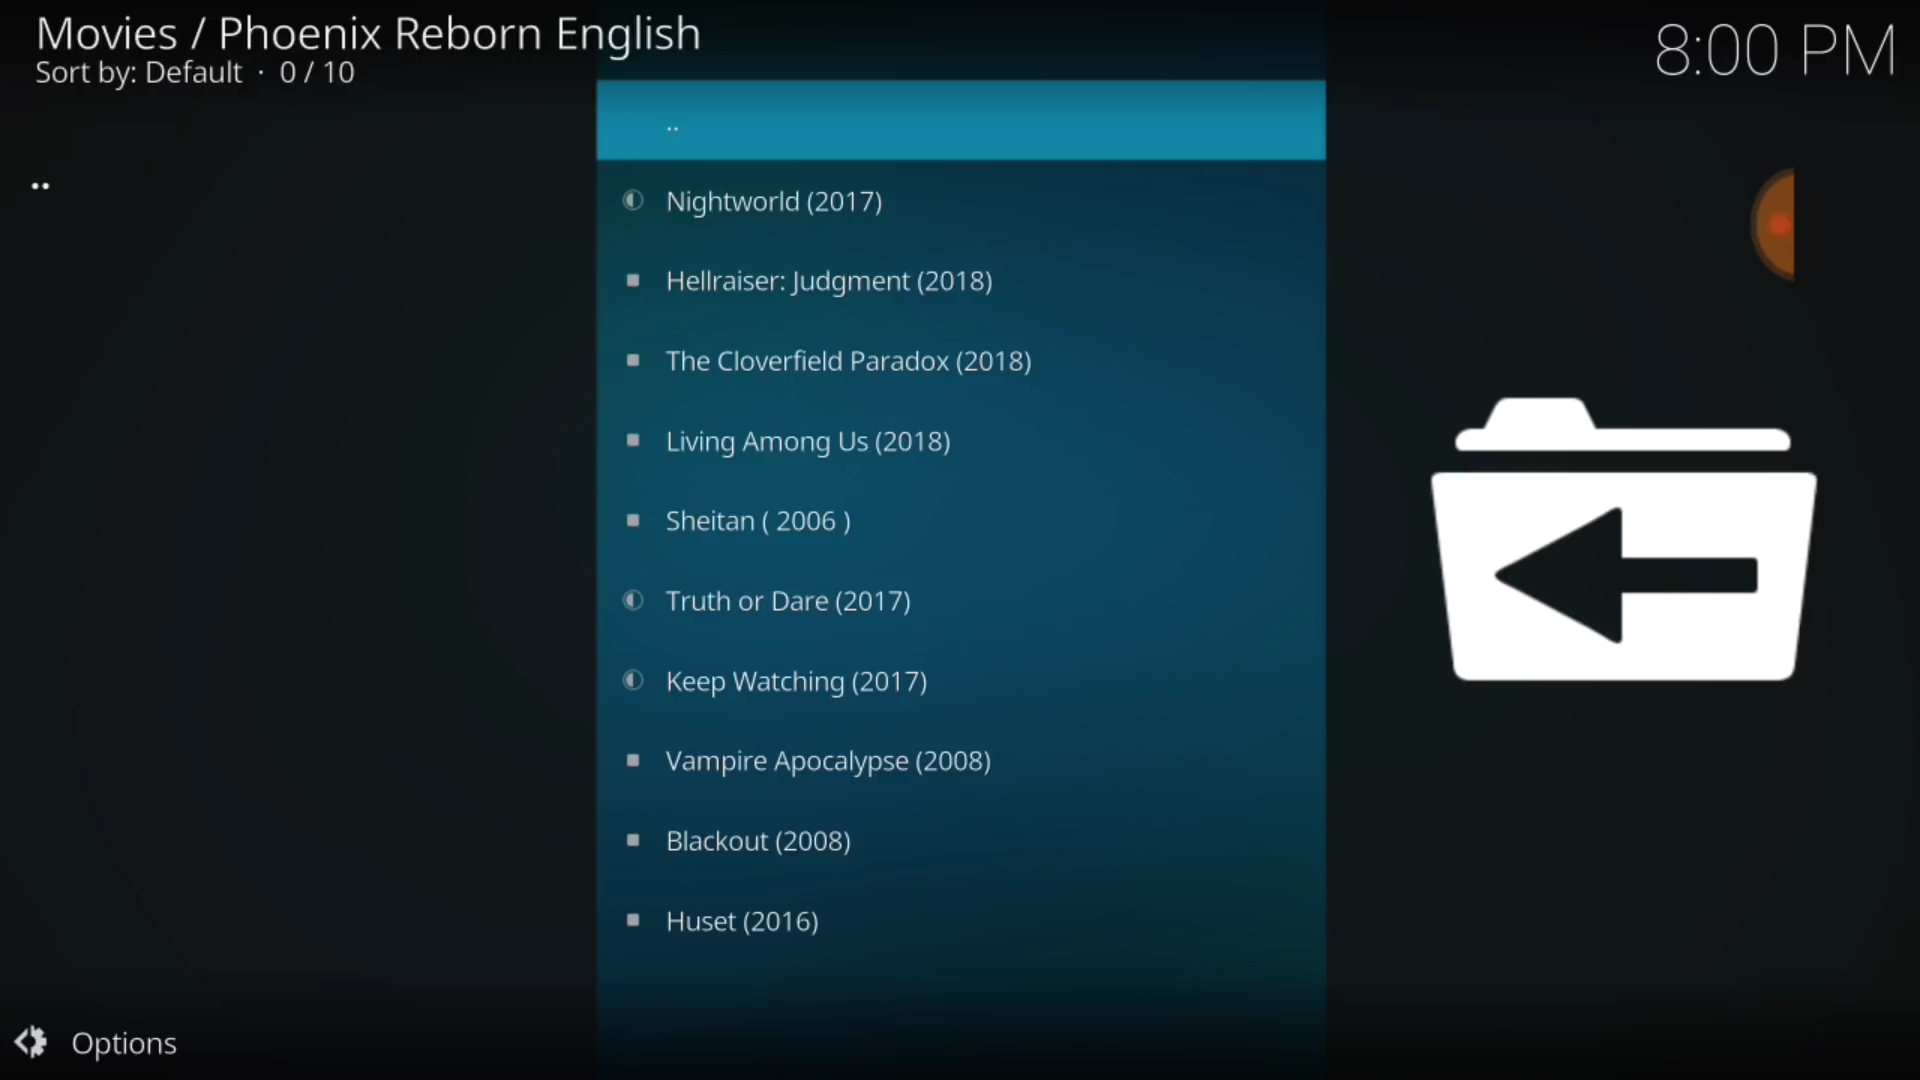 Movies / Phoenix Reborn English
Sort by: Default · 0 / 10
8:00 PM
..
..
Nightworld (2017)
Hellraiser: Judgment (2018)
The Cloverfield Paradox (2018)
Living Among Us (2018)
Sheitan ( 2006 )
Truth or Dare (2017)
Keep Watching (2017)
Vampire Apocalypse (2008)
Blackout (2008)
Huset (2016)
Options